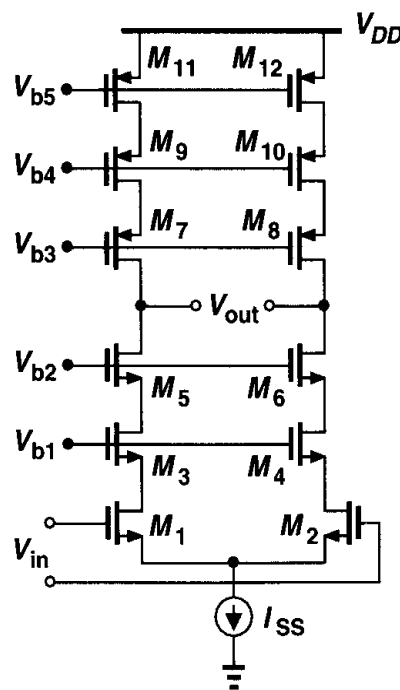 V_DD
M_11 M_12
V_b5
M_9 M_10
V_b4
M_7 M_8
V_b3
V_out
V_b2
M_5 M_6
V_b1
M_3 M_4
M_1 M_2
V_in
I_SS